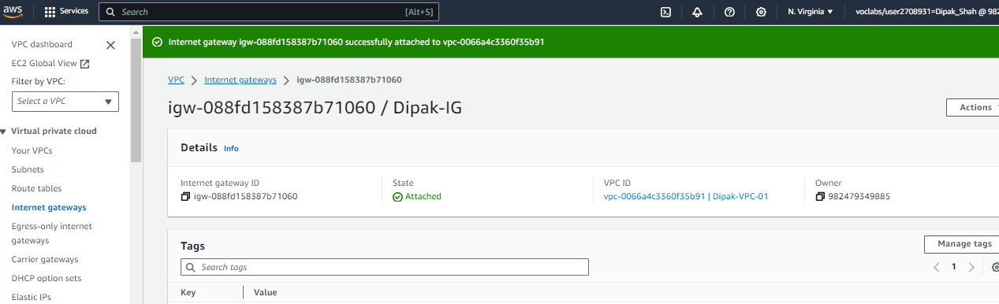 aws
Services
Search
[Alt+S]
N. Virginia
voclabs/user2708931=Dipak_Shah @ 982
VPC dashboard
EC2 Global View
Filter by VPC:
Select a VPC
Virtual private cloud
Your VPCs
Subnets
Route tables
Internet gateways
Egress-only internet
gateways
Carrier gateways
DHCP option sets
Elastic IPs
Internet gateway igw-088fd158387b71060 successfully attached to vpc-0066a4c3360f35b91
VPC
Internet gateways
igw-088fd158387b71060
igw-088fd158387b71060 / Dipak-IG
Actions
Details
Info
Internet gateway ID
igw-088fd158387b71060
State
Attached
VPC ID
vpc-0066a4c3360f35b91 | Dipak-VPC-01
Owner
982479349885
Tags
Manage tags
Search tags
1
Key
Value